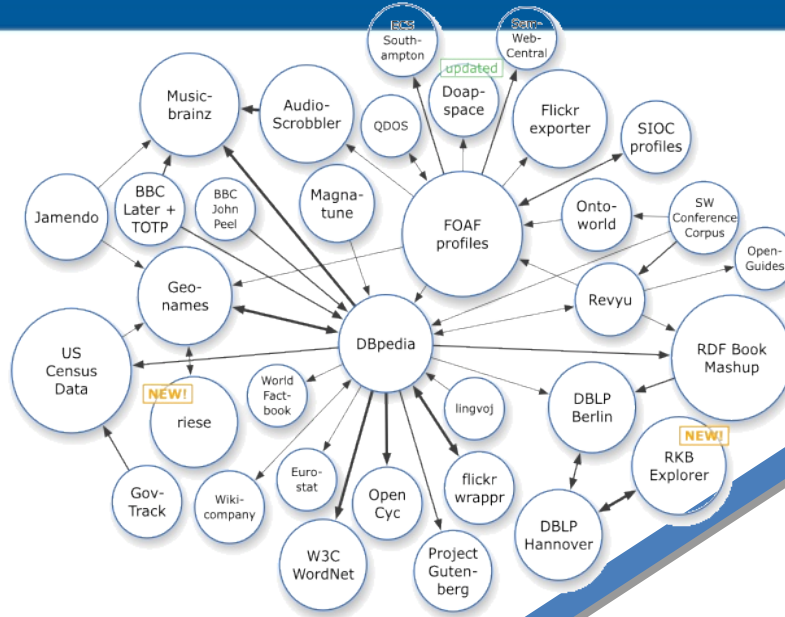 ECS
South-
ampton
Sem-
Web-
Central
updated
Doap-
space
Music-
brainz
Audio-
Scrobbler
QDOS
Flickr
exporter
SIOC
profiles
Jamendo
BBC
Later +
TOTP
BBC
John
Peel
Magna-
tune
FOAF
profiles
Onto-
world
SW
Conference
Corpus
Open-
Guides
Geo-
names
Revyu
DBpedia
US
Census
Data
RDF Book
Mashup
NEW!
riese
World
Fact-
book
lingvoj
DBLP
Berlin
NEW!
RKB
Explorer
Gov-
Track
Wiki-
company
Euro-
stat
Open
Cyc
flickr
wrappr
DBLP
Hannover
W3C
WordNet
Project
Guten-
berg